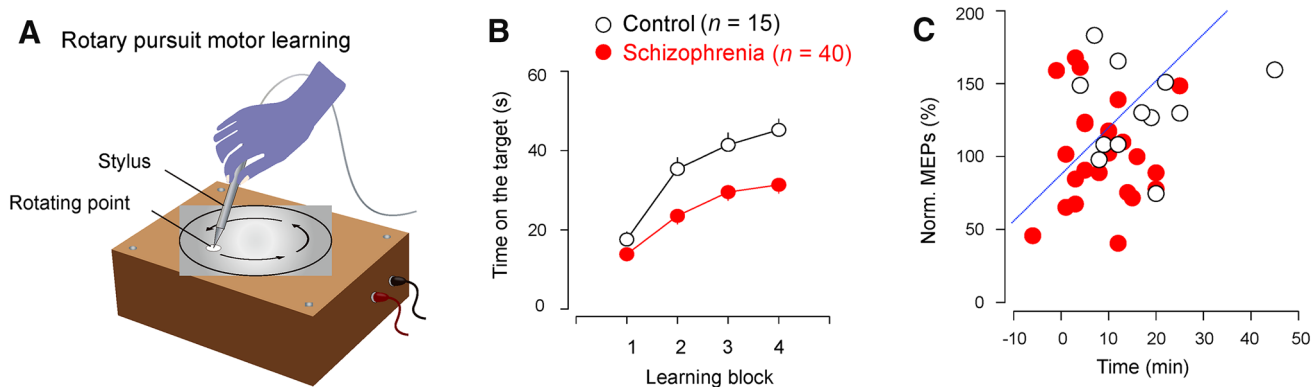 A
Rotary pursuit motor learning
Stylus
Rotating point
B
Control (n = 15)
Schizophrenia (n = 40)
Time on the target (s)
60
40
20
0
1 2 3 4
Learning block
C
Norm. MEPs (%)
200
150
100
50
0
-10 0 10 20 30 40 50
Time (min)